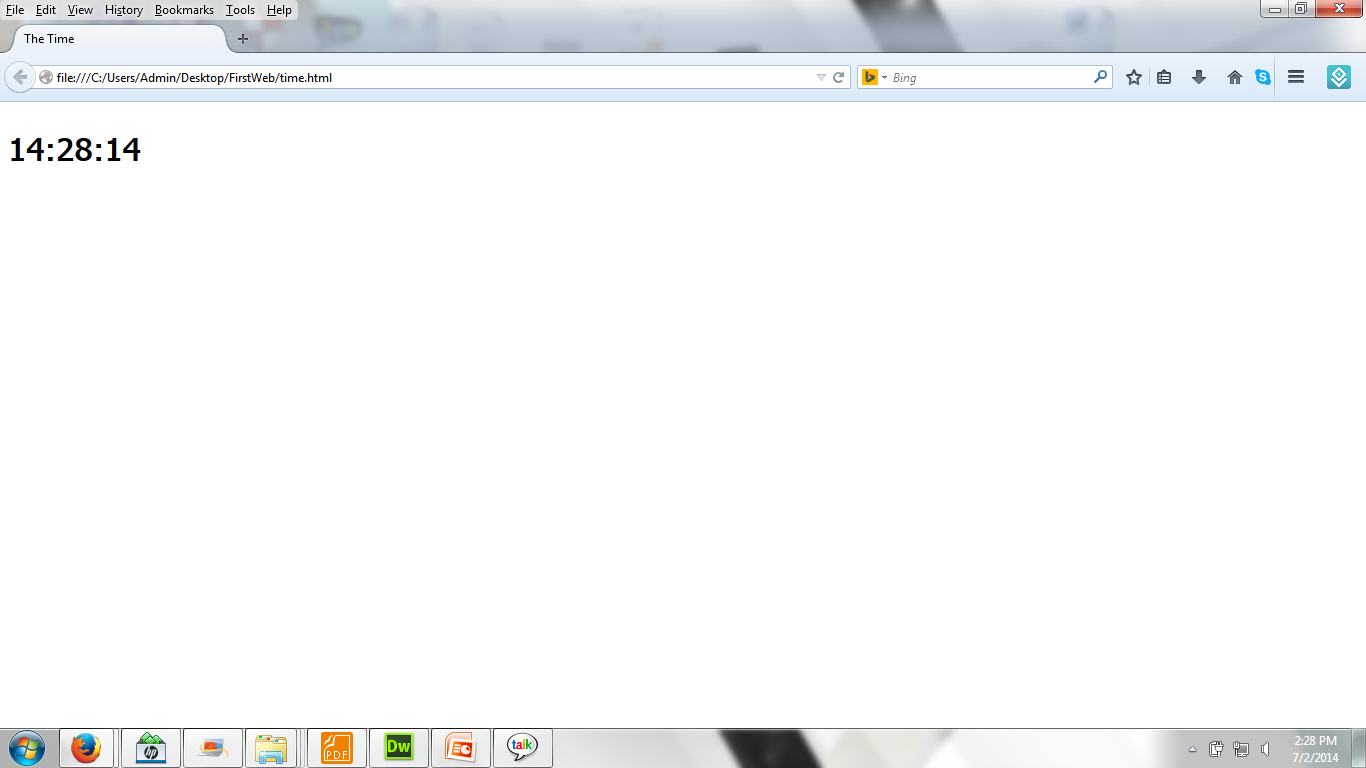 File Edit View History Bookmarks Tools Help
The Time
file:///C:/Users/Admin/Desktop/FirstWeb/time.html
Bing
14:28:14
hp
PDF
Dw
talk
2:28 PM
7/2/2014